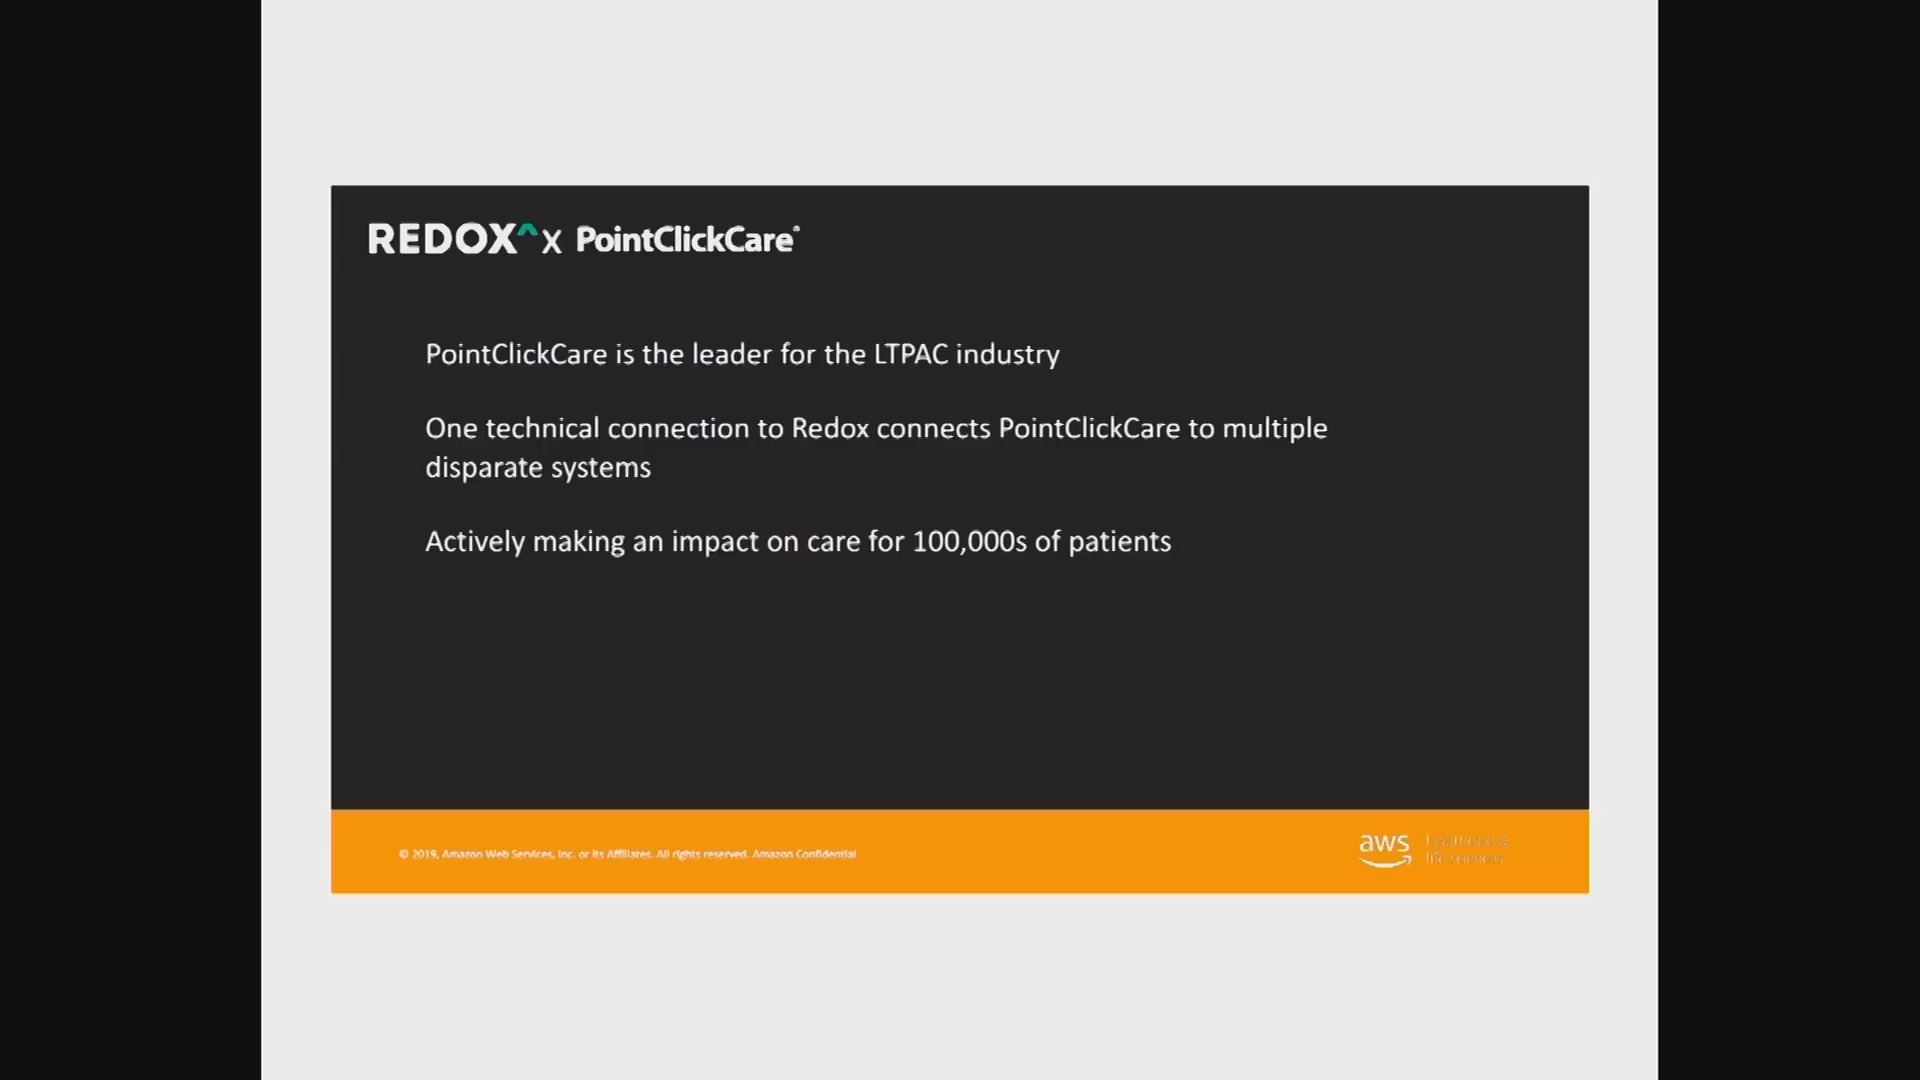 REDOX^ x PointClickCare®
PointClickCare is the leader for the LTPAC industry
One technical connection to Redox connects PointClickCare to multiple
disparate systems
Actively making an impact on care for 100,000s of patients
© 2019, Amazon Web Services, Inc. or its Affiliates. All rights reserved. Amazon Confidential
aws
life sciences